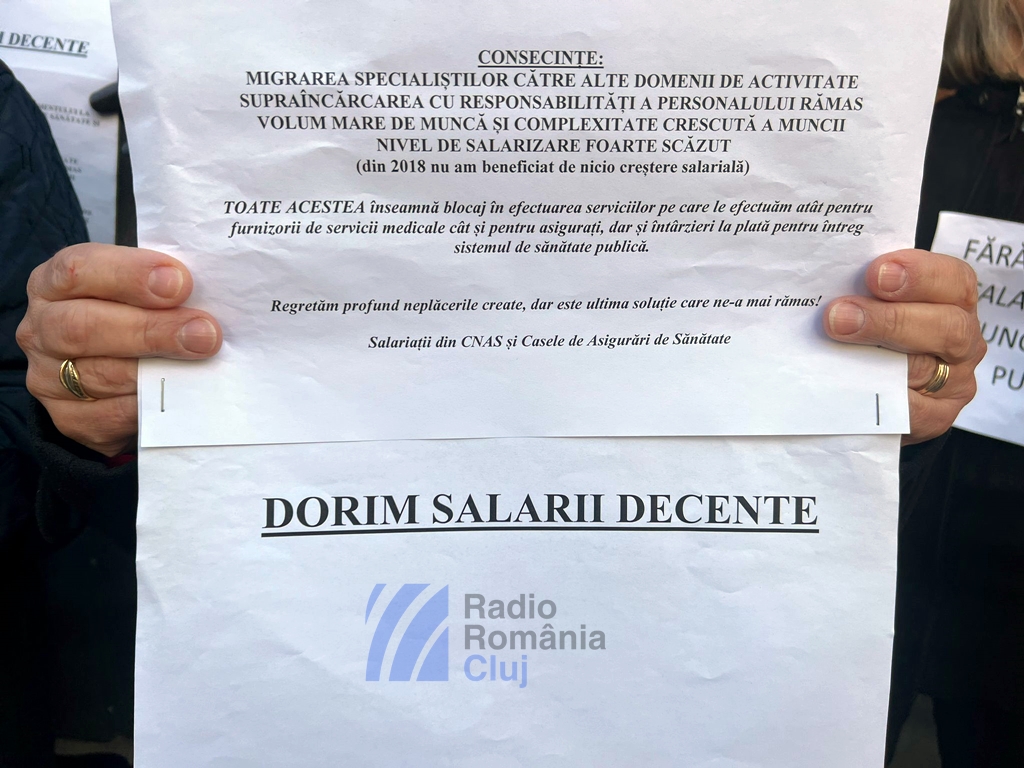 CONSECINȚE:
MIGRAREA SPECIALIȘTILOR CĂTRE ALTE DOMENII DE ACTIVITATE
SUPRAÎNCĂRCAREA CU RESPONSABILITĂȚI A PERSONALULUI RĂMAS
VOLUM MARE DE MUNCĂ ȘI COMPLEXITATE CRESCUTĂ A MUNCII
NIVEL DE SALARIZARE FOARTE SCĂZUT
(din 2018 nu am beneficiat de nicio creștere salarială)
TOATE ACESTEA înseamnă blocaj în efectuarea serviciilor pe care le efectuăm atât pentru
furnizorii de servicii medicale cât și pentru asigurați, dar și întârzieri la plată pentru întreg
sistemul de sănătate publică.
Regretăm profund neplăcerile create, dar este ultima soluție care ne-a mai rămas!
Salariații din CNAS și Casele de Asigurări de Sănătate
DORIM SALARII DECENTE
Radio
România
Cluj
DECENTE
FĂRĂ